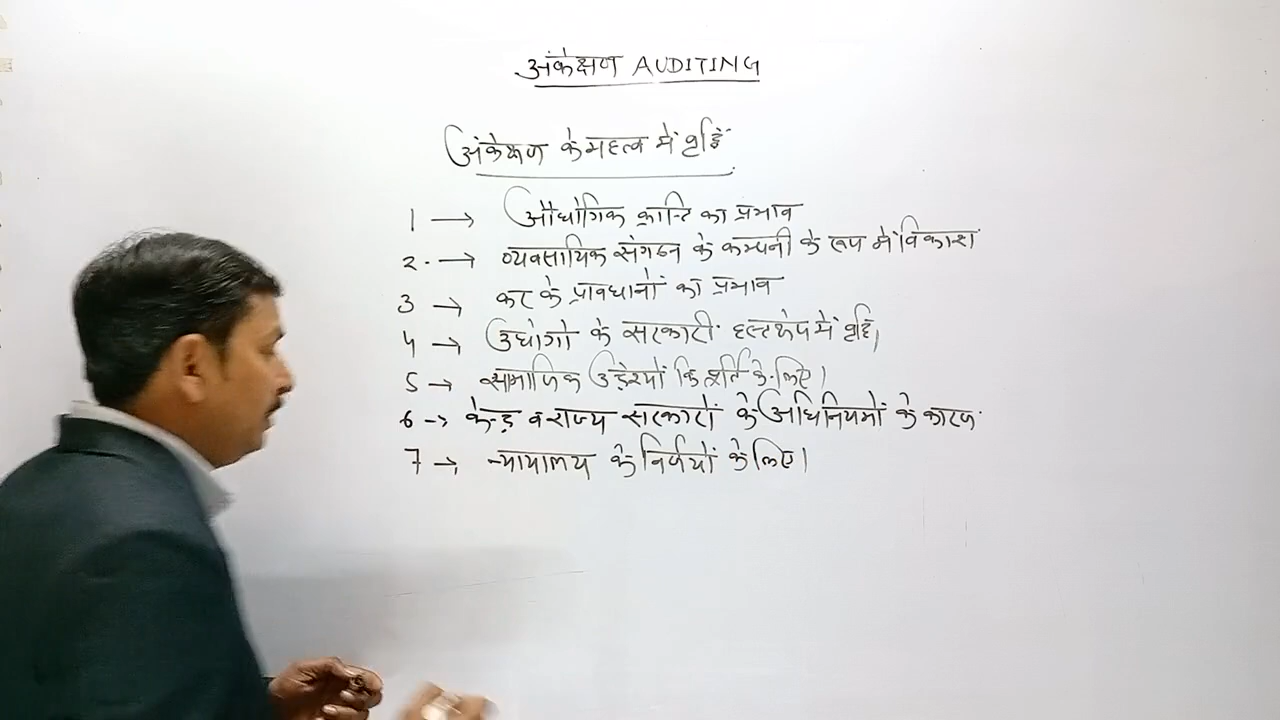 अंकेक्षण AUDITING
अंकेक्षण के महत्व में वृद्धि
1 → औद्योगिक क्रान्ति का प्रभाव
2. → व्यवसायिक संगठन के कम्पनी के रूप में विकास
3 → कर के प्रावधानों का प्रभाव
4 → उद्योगो के सरकारी हस्तक्षेप में वृद्धि।
5 → सामाजिक उद्देश्यों कि पूर्ति के लिए।
6 → केन्द्र व राज्य सरकारों के अधिनियमों के कारण
7 → न्यायालय के निर्णयों के लिए।